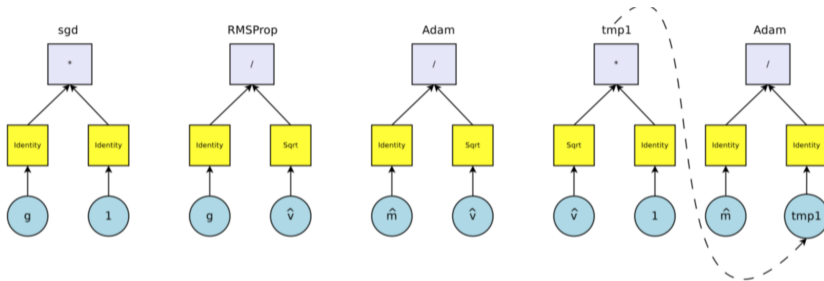 sgd RMSProp Adam tmp1 Adam
* / / * /
Identity Identity Identity Sqrt Identity Sqrt Sqrt Identity Identity Identity
g 1 g v̂ m̂ v̂ v̂ 1 m̂ tmp1